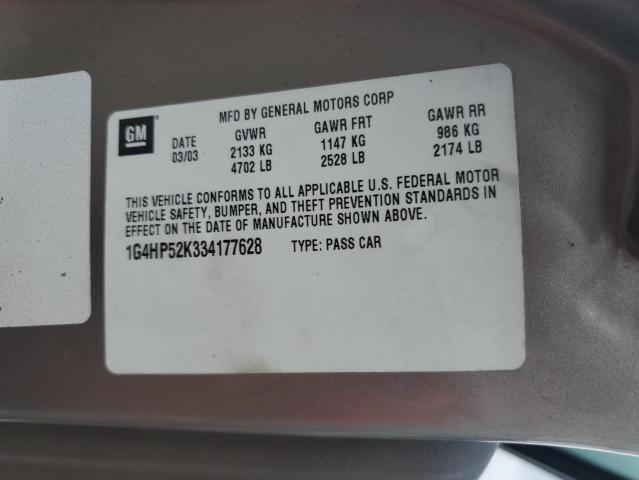 MFD BY GENERAL MOTORS CORP
GM
DATE GVWR GAWR FRT GAWR RR
03/03 2133 KG 1147 KG 986 KG
4702 LB 2528 LB 2174 LB
THIS VEHICLE CONFORMS TO ALL APPLICABLE U.S. FEDERAL MOTOR
VEHICLE SAFETY, BUMPER, AND THEFT PREVENTION STANDARDS IN
EFFECT ON THE DATE OF MANUFACTURE SHOWN ABOVE.
1G4HP52K334177628 TYPE: PASS CAR